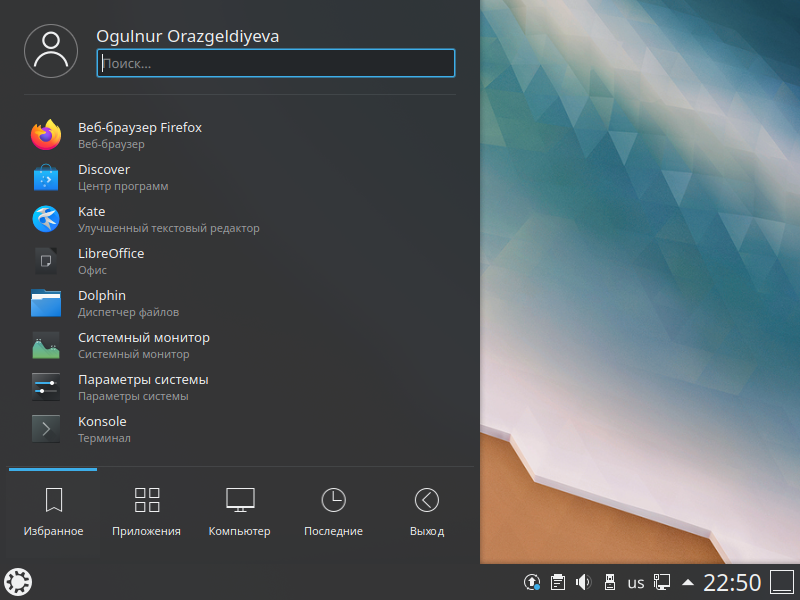 Ogulnur Orazgeldiyeva
Поиск...
Веб-браузер Firefox
Веб-браузер
Discover
Центр программ
Kate
Улучшенный текстовый редактор
LibreOffice
Офис
Dolphin
Диспетчер файлов
Системный монитор
Системный монитор
Параметры системы
Параметры системы
Konsole
Терминал
Избранное Приложения Компьютер Последние Выход
us 22:50